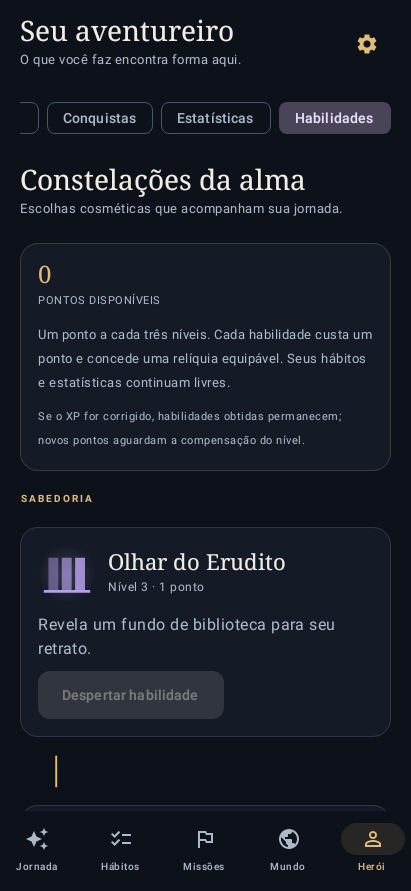 Seu aventureiro
O que você faz encontra forma aqui.
Conquistas
Estatísticas
Habilidades
Constelações da alma
Escolhas cosméticas que acompanham sua jornada.
0
PONTOS DISPONÍVEIS
Um ponto a cada três níveis. Cada habilidade custa um
ponto e concede uma relíquia equipável. Seus hábitos
e estatísticas continuam livres.
Se o XP for corrigido, habilidades obtidas permanecem;
novos pontos aguardam a compensação do nível.
SABEDORIA
Olhar do Erudito
Nível 3 · 1 ponto
Revela um fundo de biblioteca para seu
retrato.
Despertar habilidade
Jornada
Hábitos
Missões
Mundo
Herói